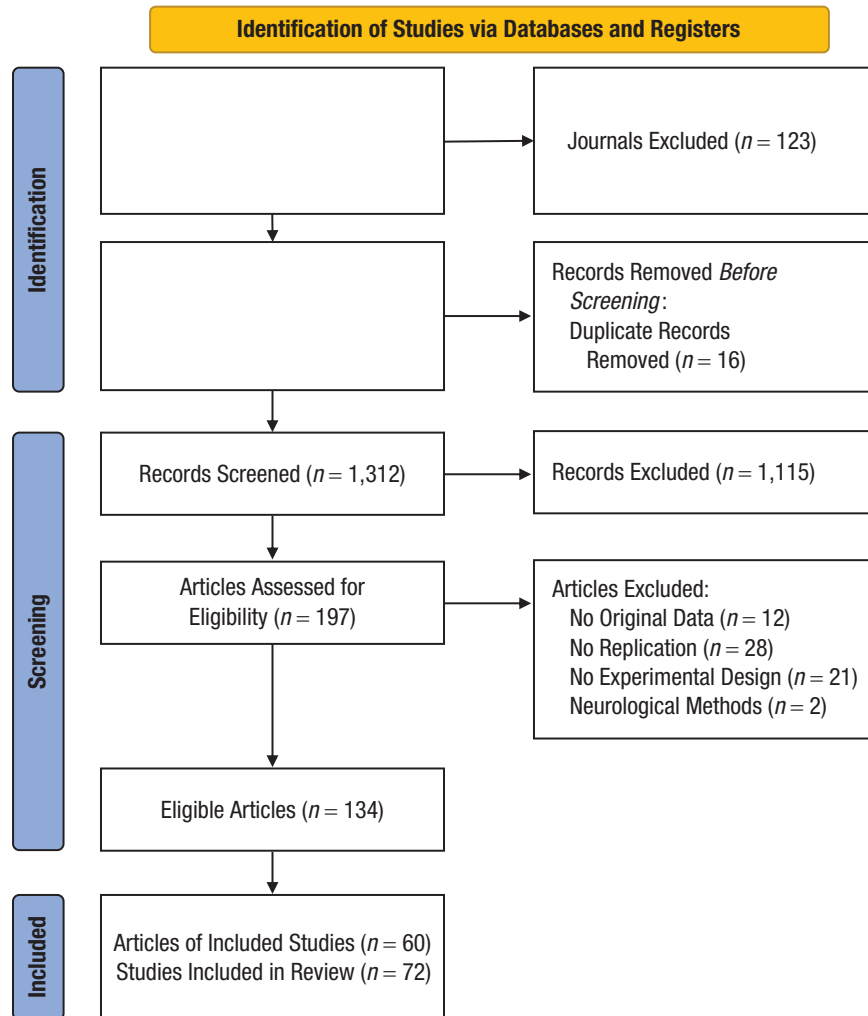 Identification of Studies via Databases and Registers
Identification
Journals Excluded (n = 123)
Records Removed Before
Screening:
Duplicate Records
Removed (n = 16)
Screening
Records Screened (n = 1,312)
Records Excluded (n = 1,115)
Articles Assessed for
Eligibility (n = 197)
Articles Excluded:
No Original Data (n = 12)
No Replication (n = 28)
No Experimental Design (n = 21)
Neurological Methods (n = 2)
Eligible Articles (n = 134)
Included
Articles of Included Studies (n = 60)
Studies Included in Review (n = 72)